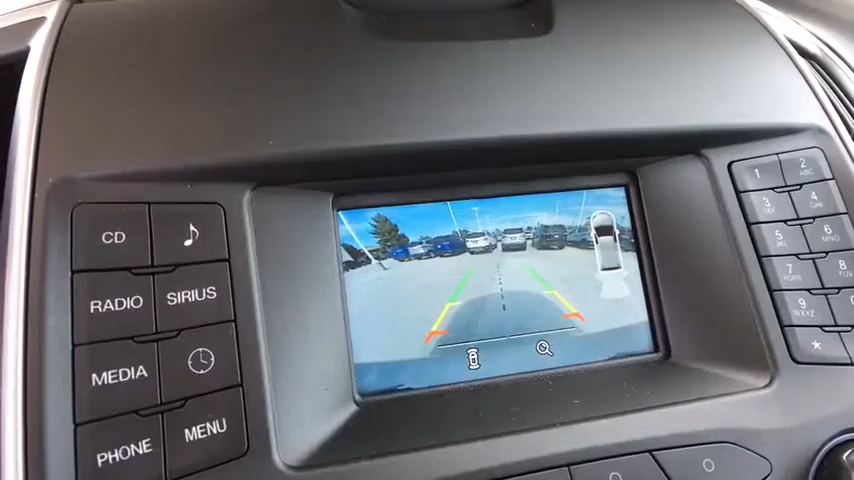 CD
RADIO SIRIUS
MEDIA
PHONE MENU
1 2 ABC
3 DEF 4 GHI
5 JKL 6 MNO
7 PQRS 8 TUV
9 WXYZ 0
*